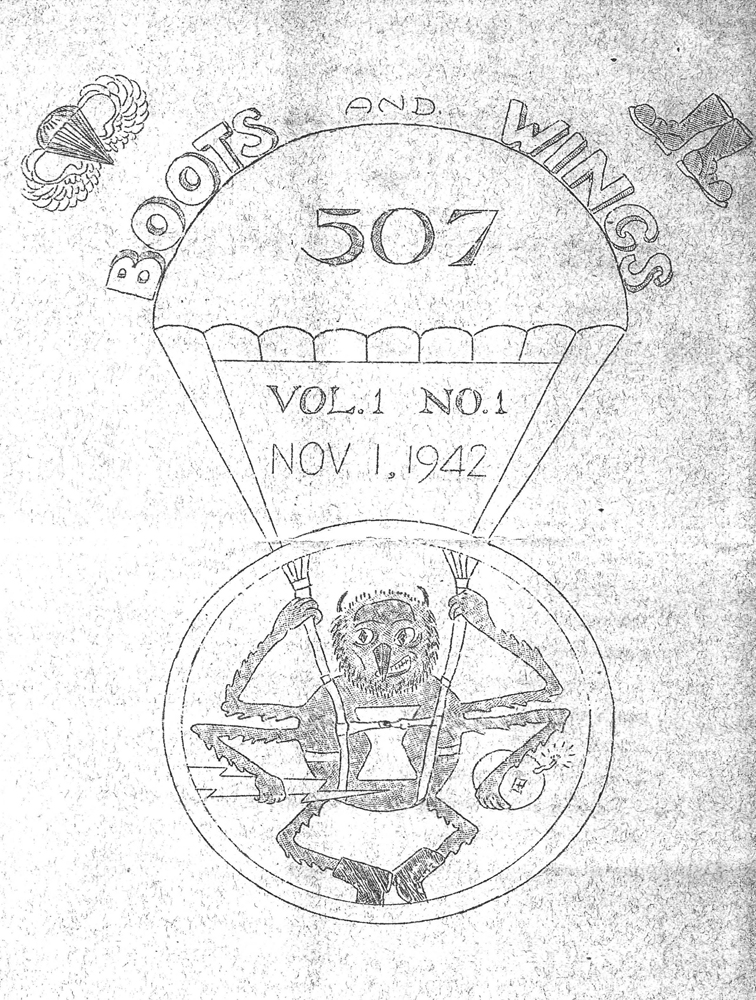 BOOTS AND. WINGS
507
VOL.1 NO.1
NOV 1, 1942